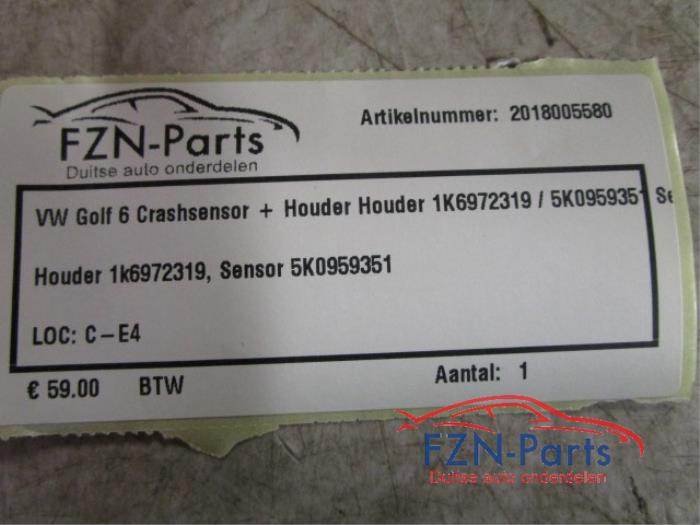 FZN-Parts
Duitse auto onderdelen
Artikelnummer: 2018005580
VW Golf 6 Crashsensor + Houder Houder 1K6972319 / 5K0959351 Se
Houder 1k6972319, Sensor 5K0959351
LOC: C-E4
€ 59.00 BTW Aantal: 1
FZN-Parts
Duitse auto onderdelen